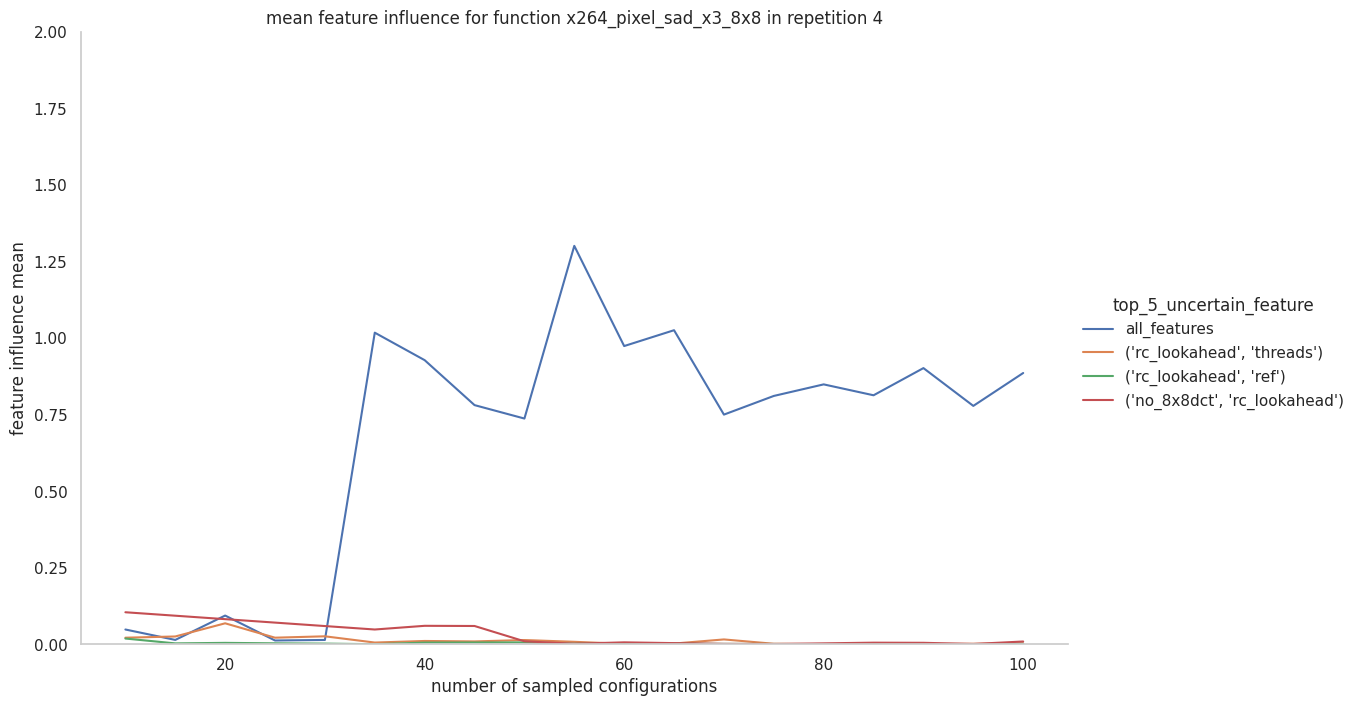 mean feature influence for function x264_pixel_sad_x3_8x8 in repetition 4
2.00
1.75
1.50
1.25
1.00
0.75
0.50
0.25
0.00
feature influence mean
20
40
60
80
100
number of sampled configurations
top_5_uncertain_feature
all_features
('rc_lookahead', 'threads')
('rc_lookahead', 'ref')
('no_8x8dct', 'rc_lookahead')